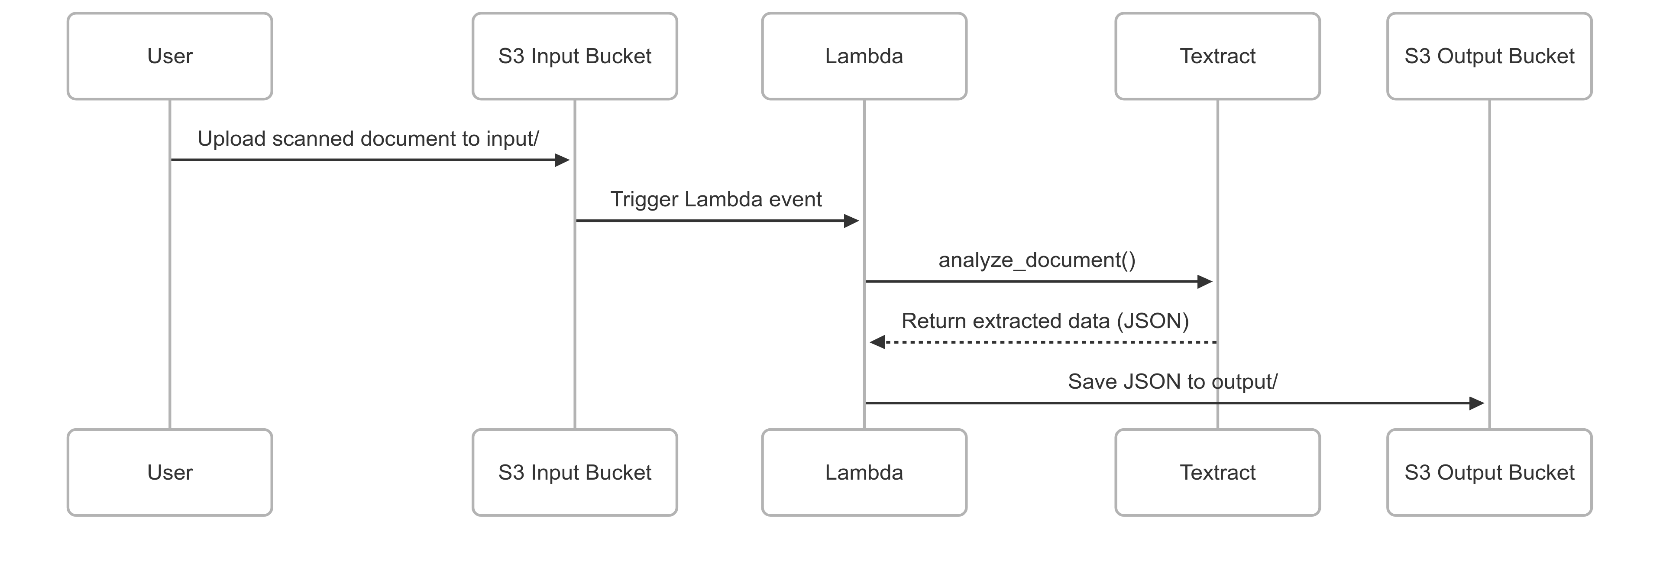 User
S3 Input Bucket
Lambda
Textract
S3 Output Bucket
Upload scanned document to input/
Trigger Lambda event
analyze_document()
Return extracted data (JSON)
Save JSON to output/
User
S3 Input Bucket
Lambda
Textract
S3 Output Bucket